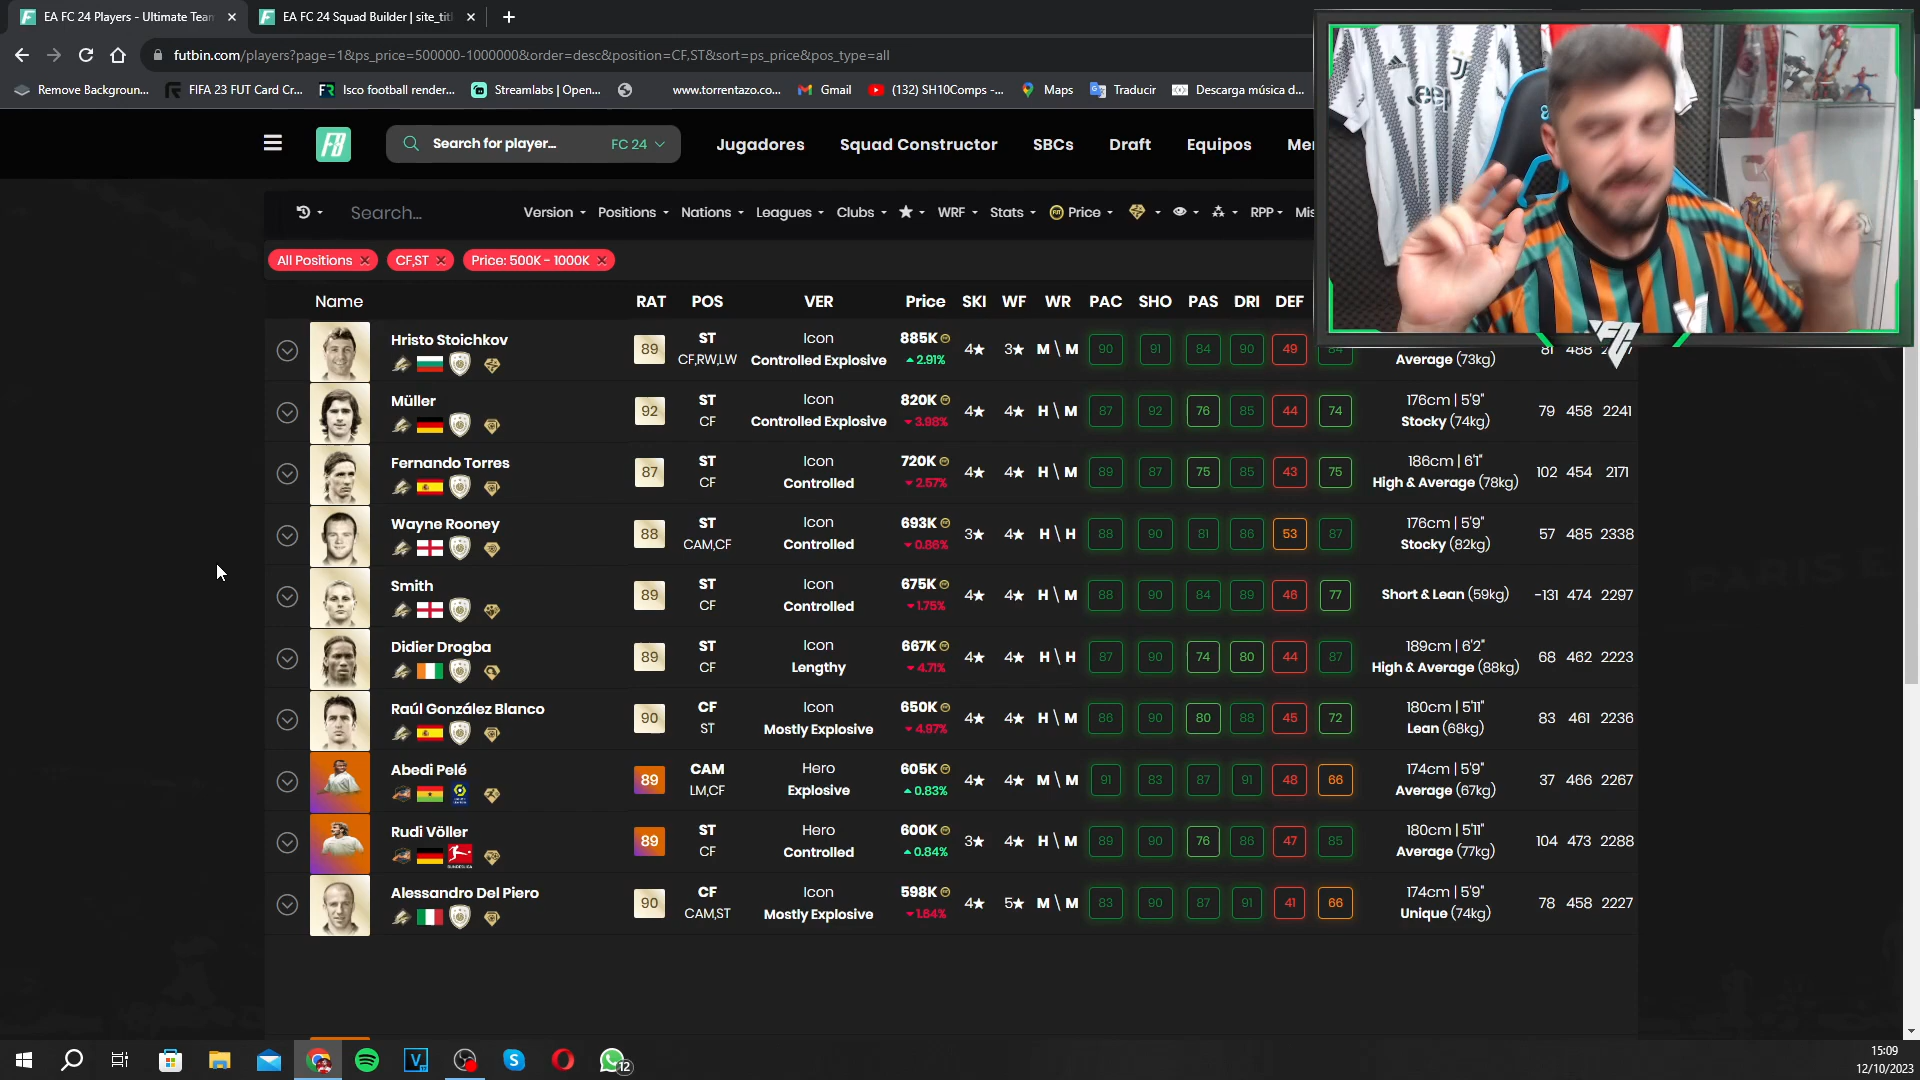 EA FC 24 Players - Ultimate Team
EA FC 24 Squad Builder | site_titl
futbin.com/players?page=1&ps_price=500000-1000000&order=desc&position=CF,ST&sort=ps_price&pos_type=all
Remove Backgroun... FIFA 23 FUT Card Cr... FR Isco football render... Streamlabs | Open... www.torrentazo.co... Gmail (132) SH10Comps -... Maps Traducir Descarga música d...
F8 Search for player... FC 24 Jugadores Squad Constructor SBCs Draft Equipos Mer
Search... Version Positions Nations Leagues Clubs WRF Stats Price RPP Mis
All Positions × CF,ST × Price: 500K - 1000K ×
Name RAT POS VER Price SKI WF WR PAC SHO PAS DRI DEF
Hristo Stoichkov 89 ST Icon 885K 4★ 3★ M \ M 90 91 84 90 49
CF,RW,LW Controlled Explosive 2.91% Average (73kg)
Müller 92 ST Icon 820K 4★ 4★ H \ M 87 92 76 85 44 74 176cm | 5'9" 79 458 2241
CF Controlled Explosive 3.98% Stocky (74kg)
Fernando Torres 87 ST Icon 720K 4★ 4★ H \ M 89 87 75 85 43 75 186cm | 6'1" 102 454 2171
CF Controlled 2.57% High & Average (78kg)
Wayne Rooney 88 ST Icon 693K 3★ 4★ H \ H 88 90 81 86 53 87 176cm | 5'9" 57 485 2338
CAM,CF Controlled 0.86% Stocky (82kg)
Smith 89 ST Icon 675K 4★ 4★ H \ M 88 90 84 89 46 77 Short & Lean (59kg) -131 474 2297
CF Controlled 1.75%
Didier Drogba 89 ST Icon 667K 4★ 4★ H \ H 87 90 74 80 44 87 189cm | 6'2" 68 462 2223
CF Lengthy 4.71% High & Average (88kg)
Raúl González Blanco 90 CF Icon 650K 4★ 4★ H \ M 86 90 80 88 45 72 180cm | 5'11" 83 461 2236
ST Mostly Explosive 4.97% Lean (68kg)
Abedi Pelé 89 CAM Hero 605K 4★ 4★ M \ M 91 83 87 91 48 66 174cm | 5'9" 37 466 2267
LM,CF Explosive 0.83% Average (67kg)
Rudi Völler 89 ST Hero 600K 3★ 4★ H \ M 89 90 76 86 47 85 180cm | 5'11" 104 473 2288
CF Controlled 0.84% Average (77kg)
Alessandro Del Piero 90 CF Icon 598K 4★ 5★ M \ M 83 90 87 91 41 66 174cm | 5'9" 78 458 2227
CAM,ST Mostly Explosive 1.64% Unique (74kg)
Jeep
12
15:09
12/10/2023